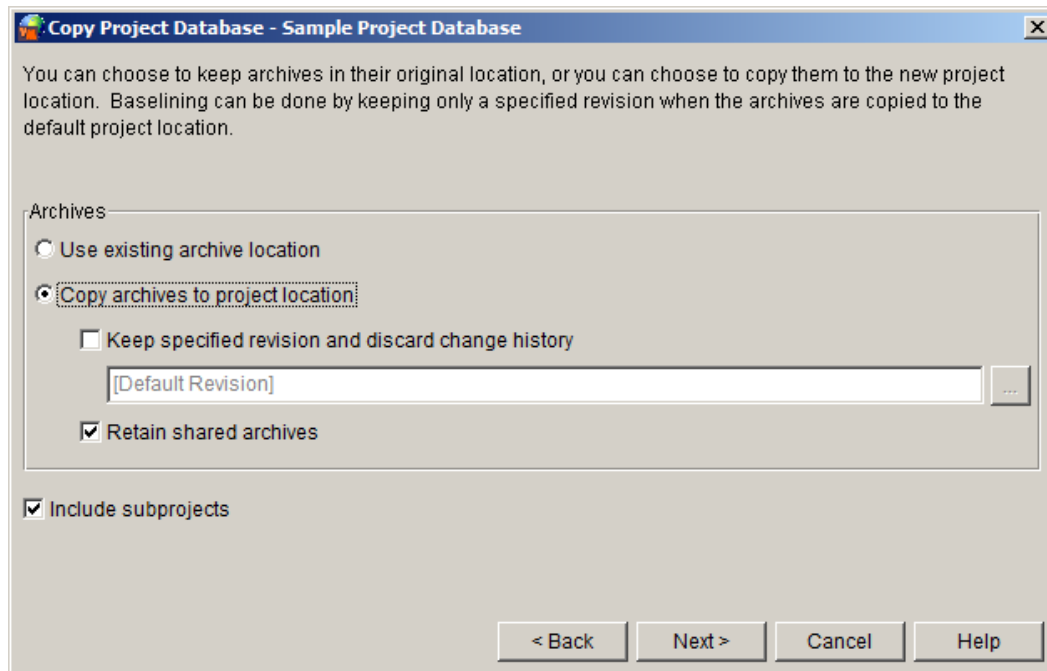 Copy Project Database - Sample Project Database
You can choose to keep archives in their original location, or you can choose to copy them to the new project
location. Baselining can be done by keeping only a specified revision when the archives are copied to the
default project location.
Archives
Use existing archive location
Copy archives to project location
Keep specified revision and discard change history
[Default Revision]
...
Retain shared archives
Include subprojects
< Back
Next >
Cancel
Help